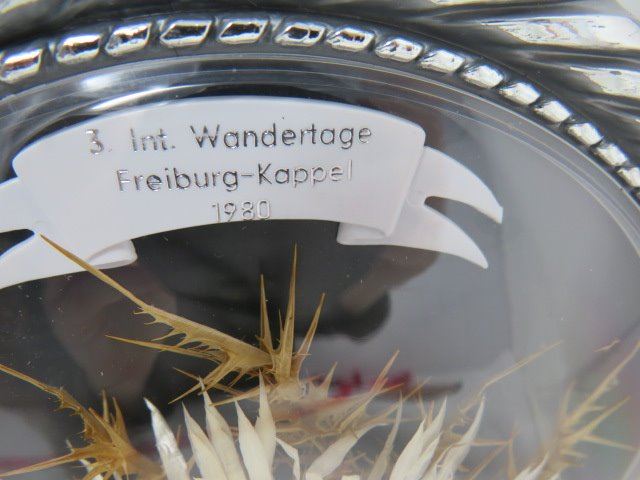 3. Int. Wandertage
Freiburg-Kappel
1980